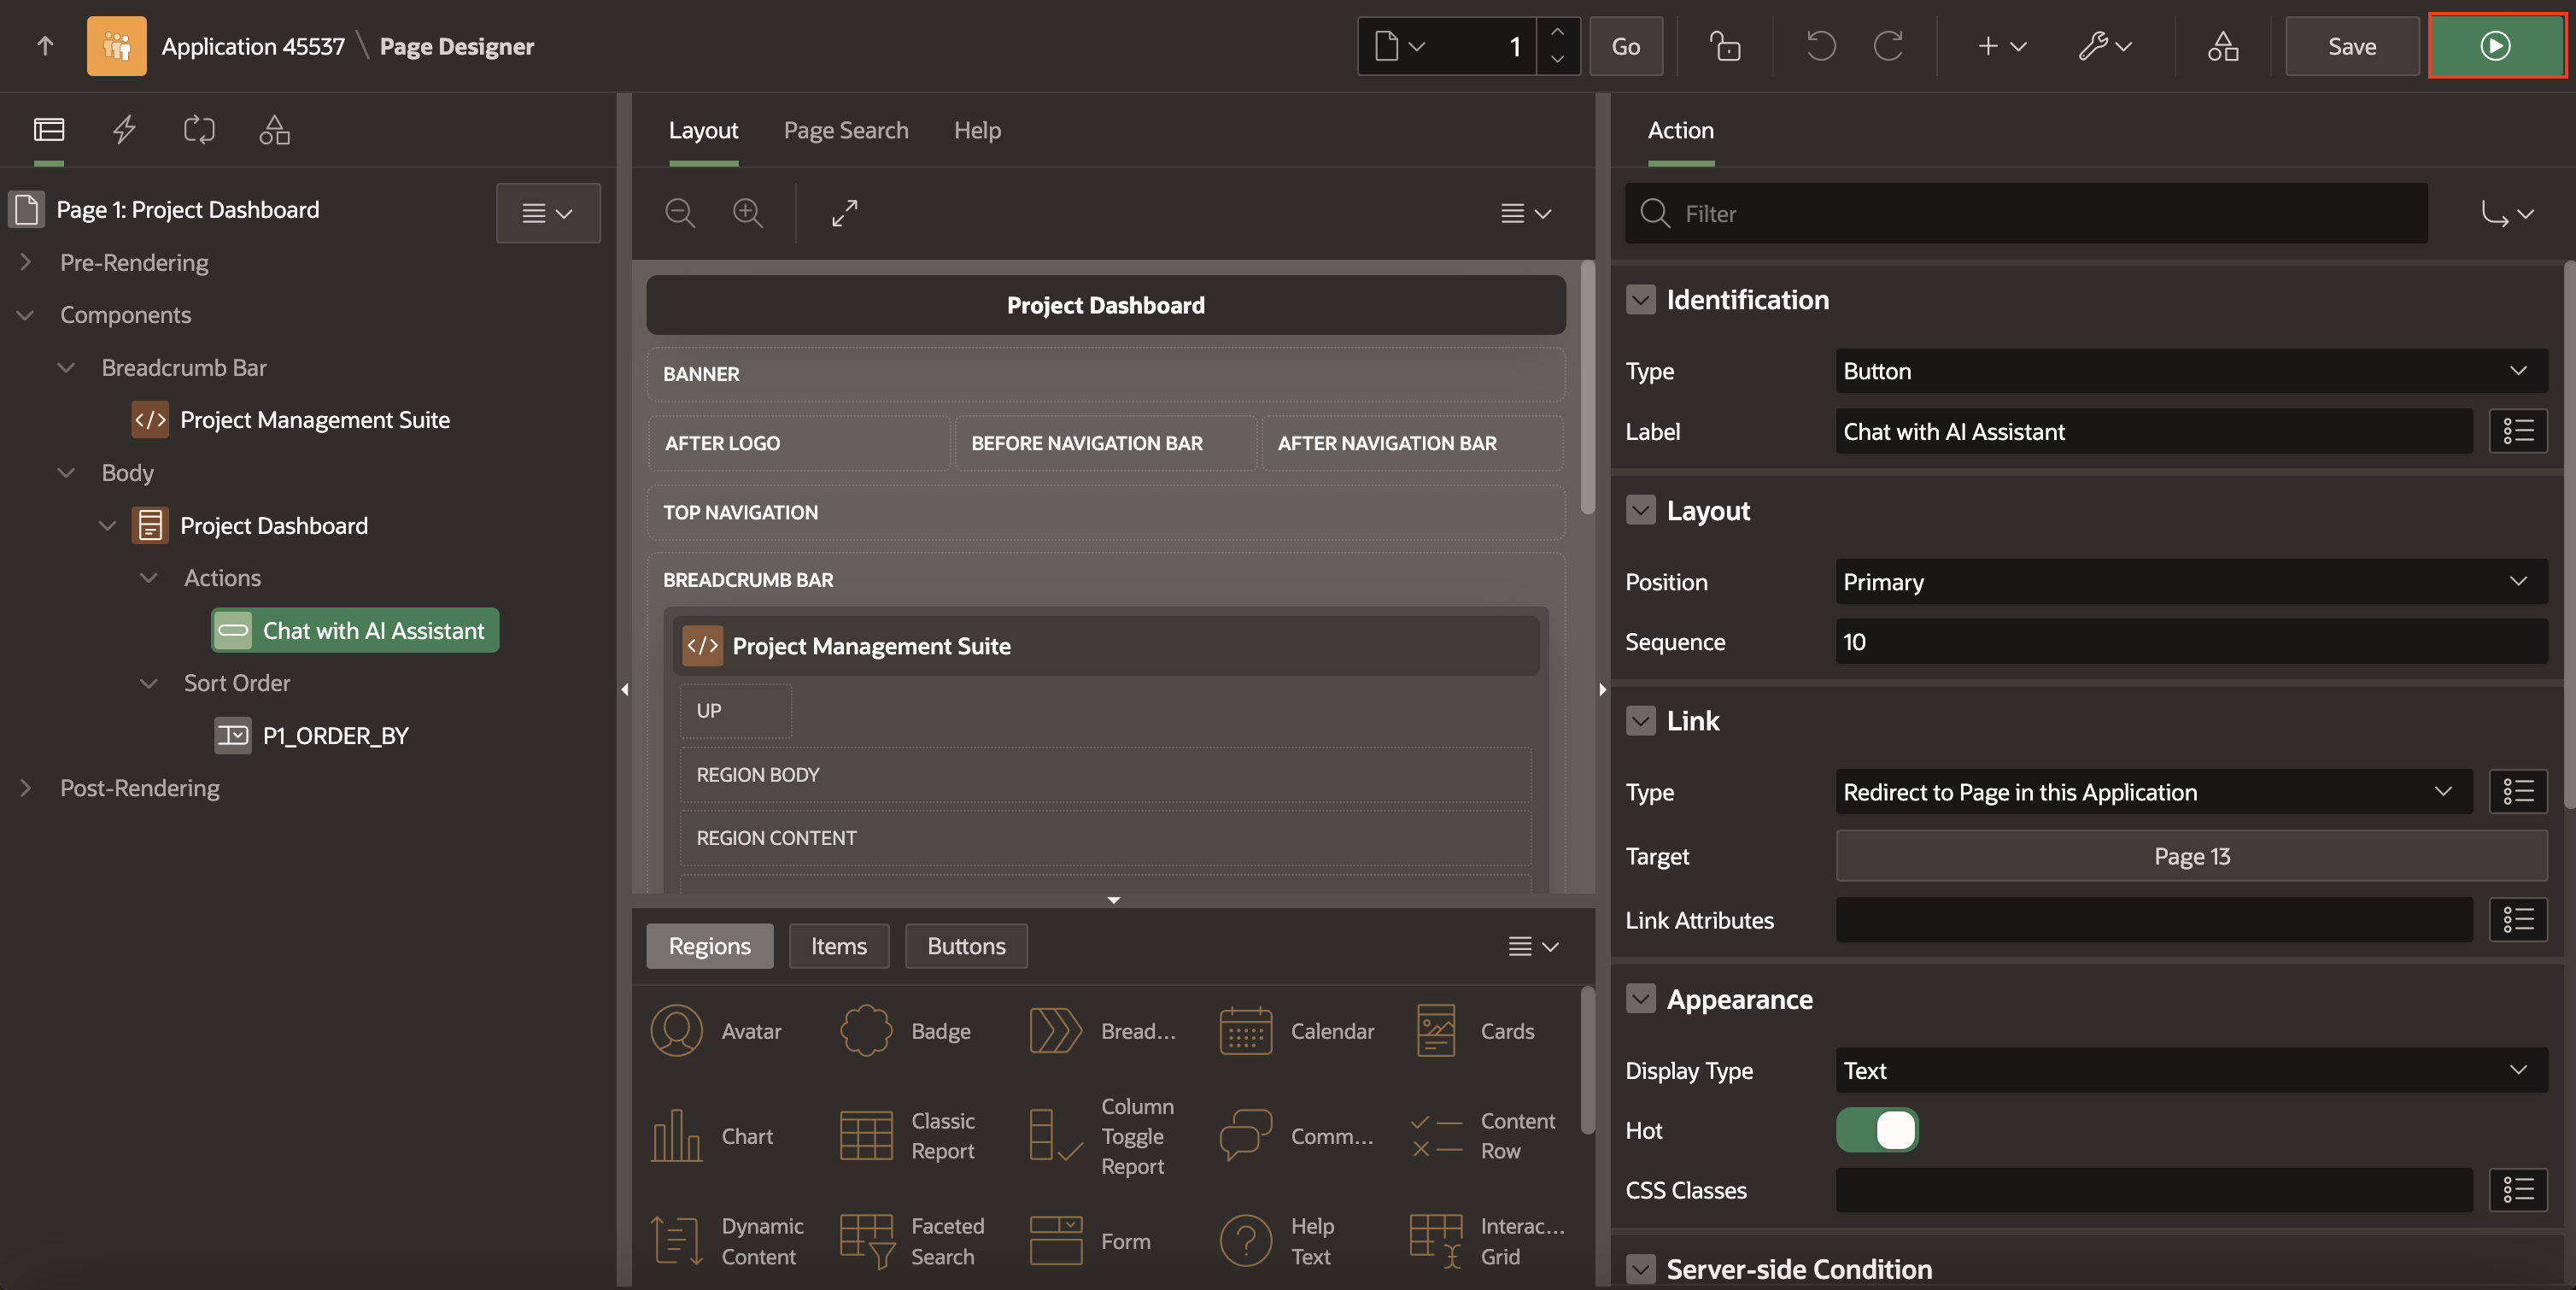 Application 45537 \ Page Designer
1
Go
Save
Page 1: Project Dashboard
Pre-Rendering
Components
Breadcrumb Bar
</> Project Management Suite
Body
Project Dashboard
Actions
Chat with AI Assistant
Sort Order
P1_ORDER_BY
Post-Rendering
Layout Page Search Help
Project Dashboard
BANNER
AFTER LOGO BEFORE NAVIGATION BAR AFTER NAVIGATION BAR
TOP NAVIGATION
BREADCRUMB BAR
</> Project Management Suite
UP
REGION BODY
REGION CONTENT
Regions Items Buttons
Avatar
Badge
Bread...
Calendar
Cards
Chart
Classic
Report
Column
Toggle
Report
Comm...
Content
Row
Dynamic
Content
Faceted
Search
Form
Help
Text
Interac...
Grid
Action
Filter
Identification
Type Button
Label Chat with AI Assistant
Layout
Position Primary
Sequence 10
Link
Type Redirect to Page in this Application
Target Page 13
Link Attributes
Appearance
Display Type Text
Hot
CSS Classes
Server-side Condition